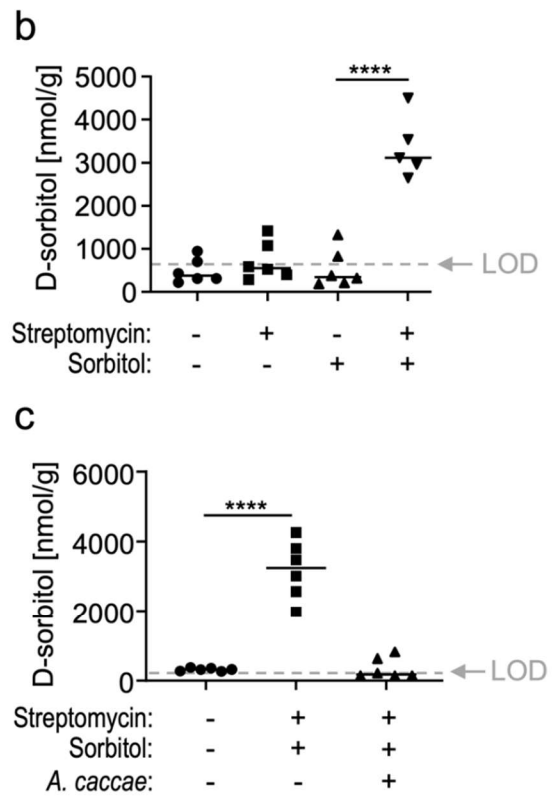 b
D-sorbitol [nmol/g]
5000
4000
3000
2000
1000
0
****
LOD
Streptomycin: - + - +
Sorbitol: - - + +
c
D-sorbitol [nmol/g]
6000
4000
2000
0
****
LOD
Streptomycin: - + +
Sorbitol: - + +
A. caccae: - - +